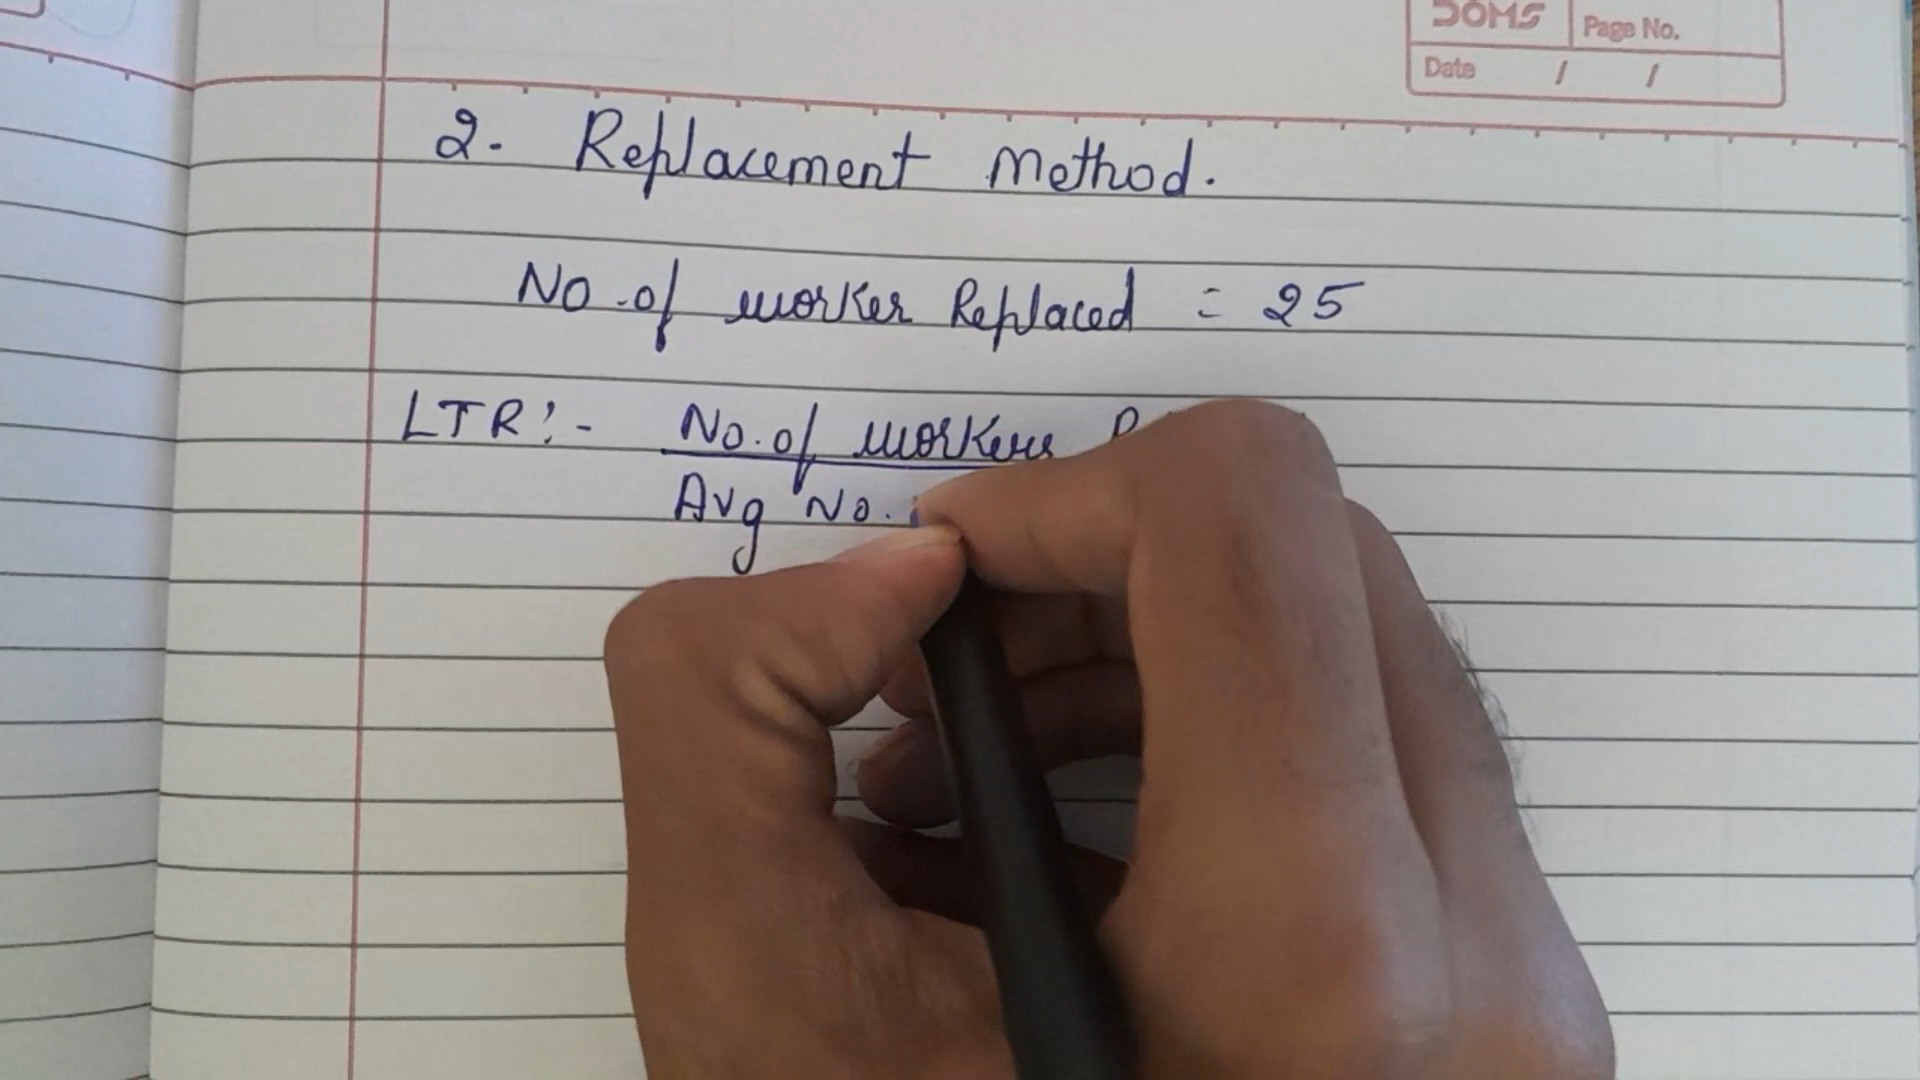 DOMS Page No.
Date / /
2. Replacement Method.
No. of worker Replaced = 25
LTR:- No. of workers
Avg No.